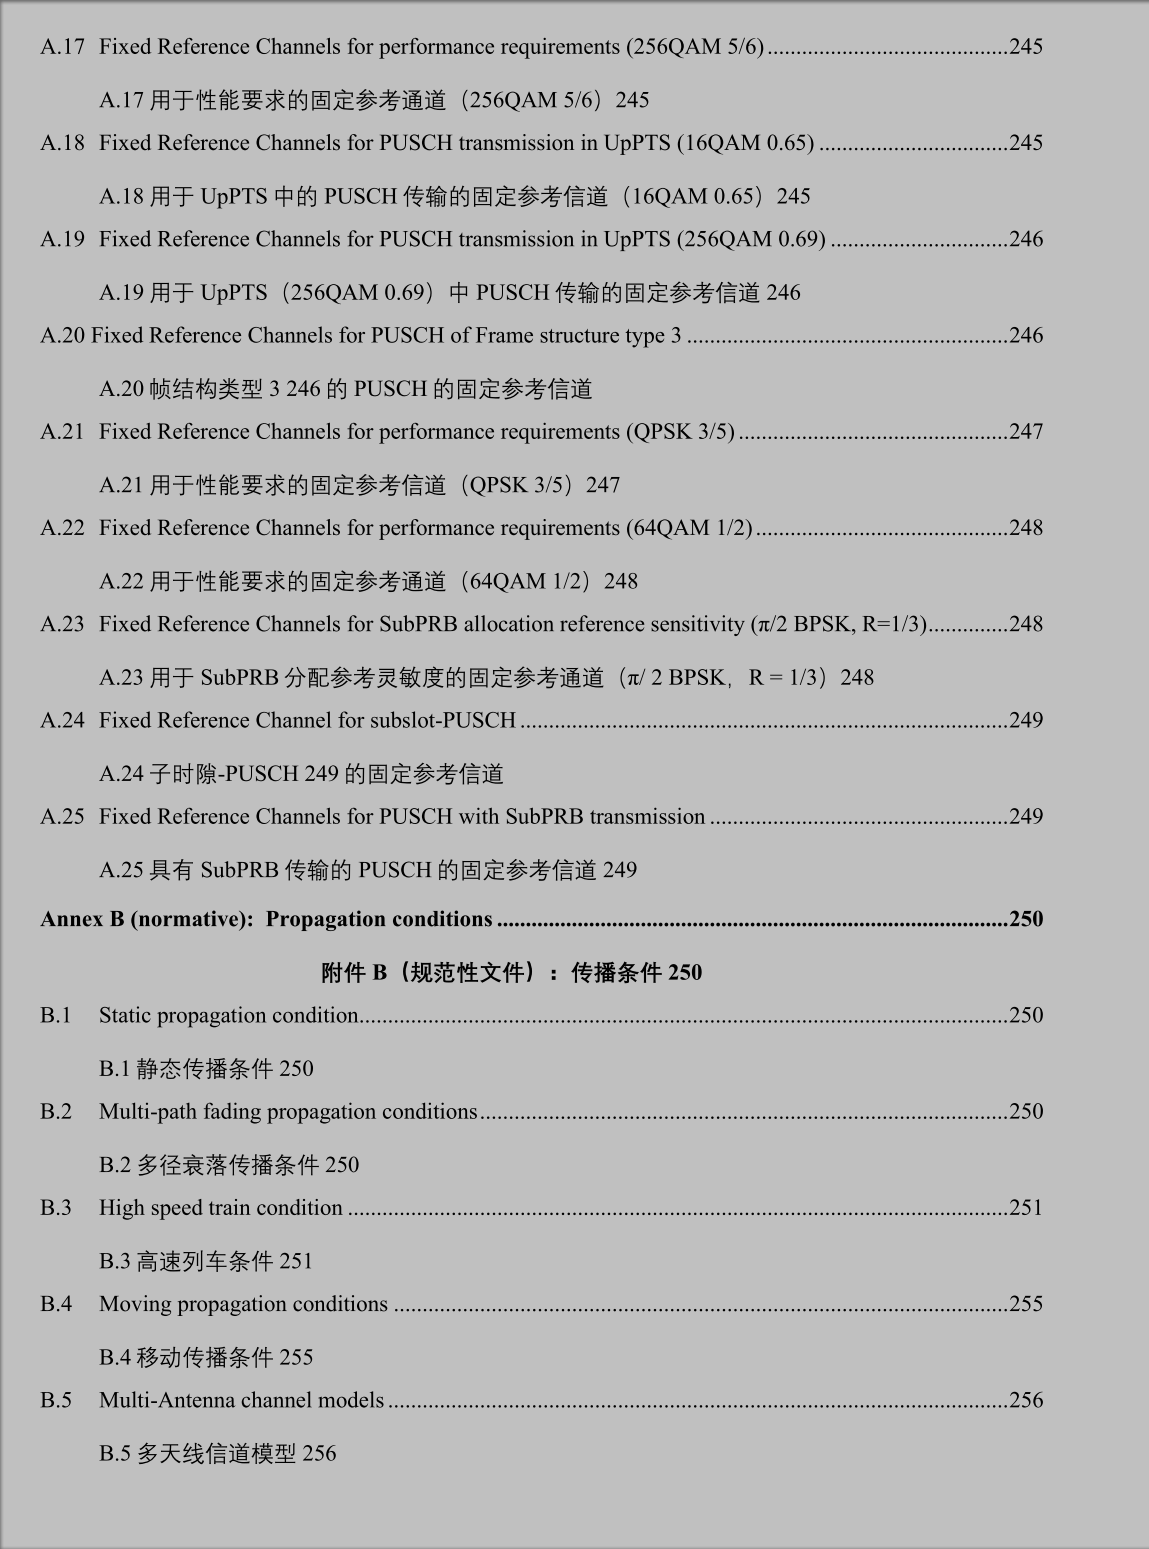 A.17 Fixed Reference Channels for performance requirements (256QAM 5/6)..........................................245
A.17 用于性能要求的固定参考通道（256QAM 5/6）245
A.18 Fixed Reference Channels for PUSCH transmission in UpPTS (16QAM 0.65) .................................245
A.18 用于 UpPTS 中的 PUSCH 传输的固定参考信道（16QAM 0.65）245
A.19 Fixed Reference Channels for PUSCH transmission in UpPTS (256QAM 0.69) ...............................246
A.19 用于 UpPTS（256QAM 0.69）中 PUSCH 传输的固定参考信道 246
A.20 Fixed Reference Channels for PUSCH of Frame structure type 3 ........................................................246
A.20 帧结构类型 3 246 的 PUSCH 的固定参考信道
A.21 Fixed Reference Channels for performance requirements (QPSK 3/5)...............................................247
A.21 用于性能要求的固定参考信道（QPSK 3/5）247
A.22 Fixed Reference Channels for performance requirements (64QAM 1/2)............................................248
A.22 用于性能要求的固定参考通道（64QAM 1/2）248
A.23 Fixed Reference Channels for SubPRB allocation reference sensitivity (π/2 BPSK, R=1/3)..............248
A.23 用于 SubPRB 分配参考灵敏度的固定参考通道（π/ 2 BPSK，R = 1/3）248
A.24 Fixed Reference Channel for subslot-PUSCH.....................................................................................249
A.24 子时隙-PUSCH 249 的固定参考信道
A.25 Fixed Reference Channels for PUSCH with SubPRB transmission ....................................................249
A.25 具有 SubPRB 传输的 PUSCH 的固定参考信道 249
Annex B (normative): Propagation conditions.........................................................................................250
附件 B（规范性文件）：传播条件 250
B.1 Static propagation condition.................................................................................................................250
B.1 静态传播条件 250
B.2 Multi-path fading propagation conditions............................................................................................250
B.2 多径衰落传播条件 250
B.3 High speed train condition ...................................................................................................................251
B.3 高速列车条件 251
B.4 Moving propagation conditions ...........................................................................................................255
B.4 移动传播条件 255
B.5 Multi-Antenna channel models............................................................................................................256
B.5 多天线信道模型 256